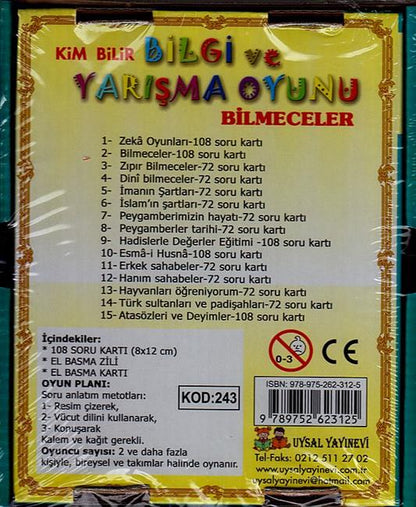 KİM BİLİR BİLGİ ve
YARIŞMA OYUNU
BİLMECELER
1- Zekâ Oyunları-108 soru kartı
2- Bilmeceler-108 soru kartı
3- Zıpır Bilmeceler-72 soru kartı
4- Dinî bilmeceler-72 soru kartı
5- İmanın Şartları-72 soru kartı
6- İslam'ın şartları-72 soru kartı
7- Peygamberimizin hayatı-72 soru kartı
8- Peygamberler tarihi-72 soru kartı
9- Hadislerle Değerler Eğitimi -108 soru kartı
10- Esmâ-i Husnâ-108 soru kartı
11- Erkek sahabeler-72 soru kartı
12- Hanım sahabeler-72 soru kartı
13- Hayvanları öğreniyorum-72 soru kartı
14- Türk sultanları ve padişahları-72 soru kartı
15- Atasözleri ve Deyimler-108 soru kartı
İçindekiler:
* 108 SORU KARTI (8x12 cm)
* EL BASMA ZİLİ
* EL BASMA KARTI
OYUN PLANI:
Soru anlatım metotları:
1- Resim çizerek,
2- Vücut dilini kullanarak,
3- Konuşarak
Kalem ve kağıt gerekli.
Oyuncu sayısı: 2 ve daha fazla
kişiyle, bireysel ve takımlar halinde oynanır.
KOD:243
0-3
CE
ISBN: 978-975-262-312-5
9 789752 623125
UYSAL YAYINEVİ
Tel-Faks: 0212 511 27 02
www.uysalyayinevi.com.tr
uysalyayinevi@hotmail.com